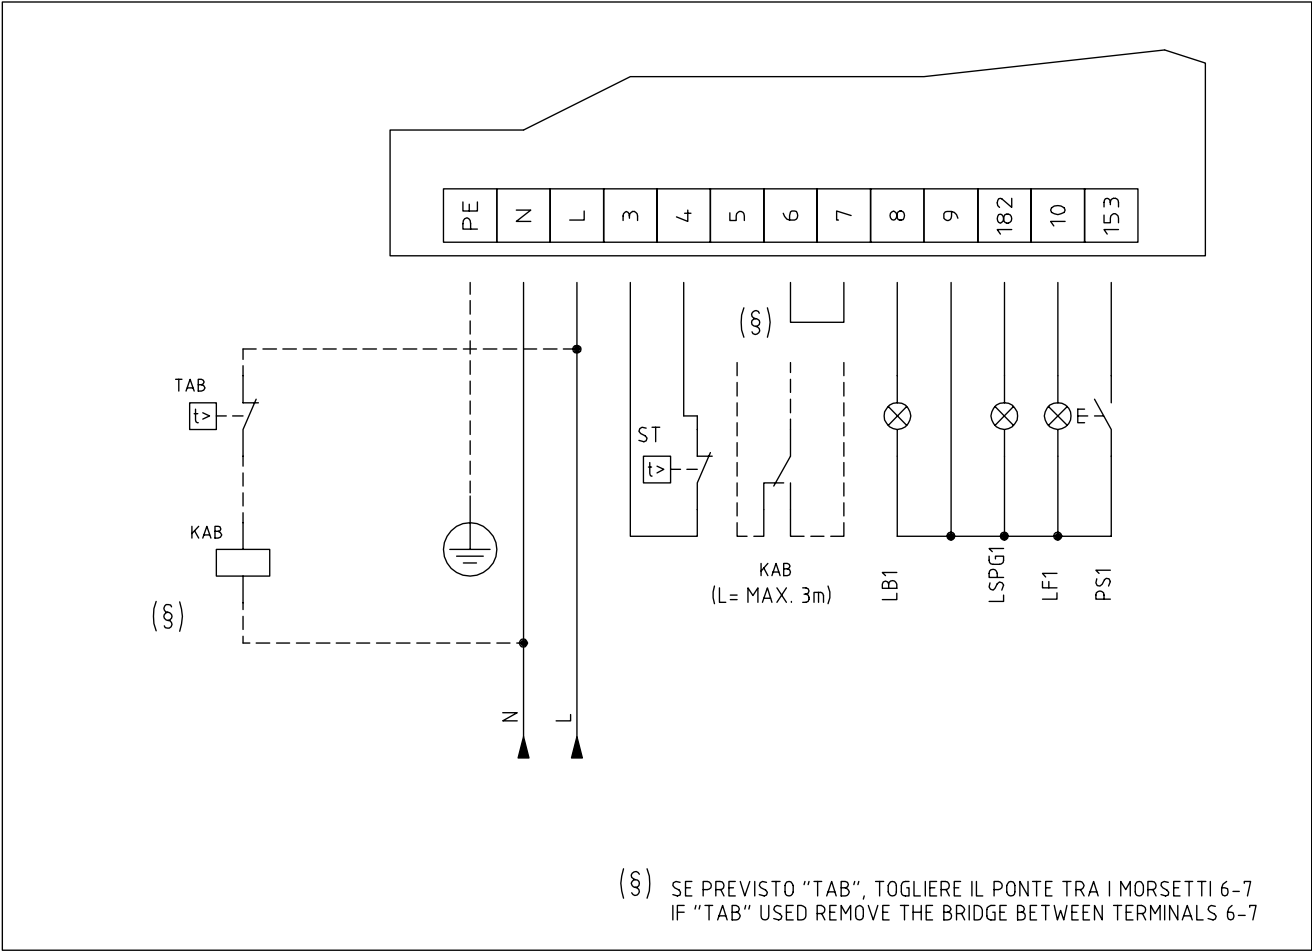 PE N L 3 4 5 6 7 8 9 182 10 153
(§)
TAB
t>
ST
t>
KAB
KAB
(L= MAX. 3m)
LB1 LSPG1 LF1 PS1
(§)
N L
(§) SE PREVISTO "TAB", TOGLIERE IL PONTE TRA I MORSETTI 6-7
IF "TAB" USED REMOVE THE BRIDGE BETWEEN TERMINALS 6-7